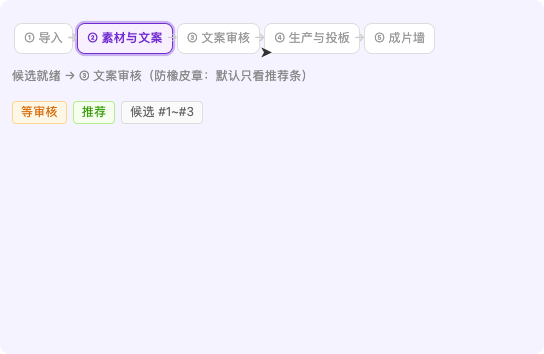 ① 导入 → ② 素材与文案 → ③ 文案审核 → ④ 生产与投板 → ⑤ 成片墙
候选就绪 → ③ 文案审核（防橡皮章：默认只看推荐条）
等审核 推荐 候选 #1~#3